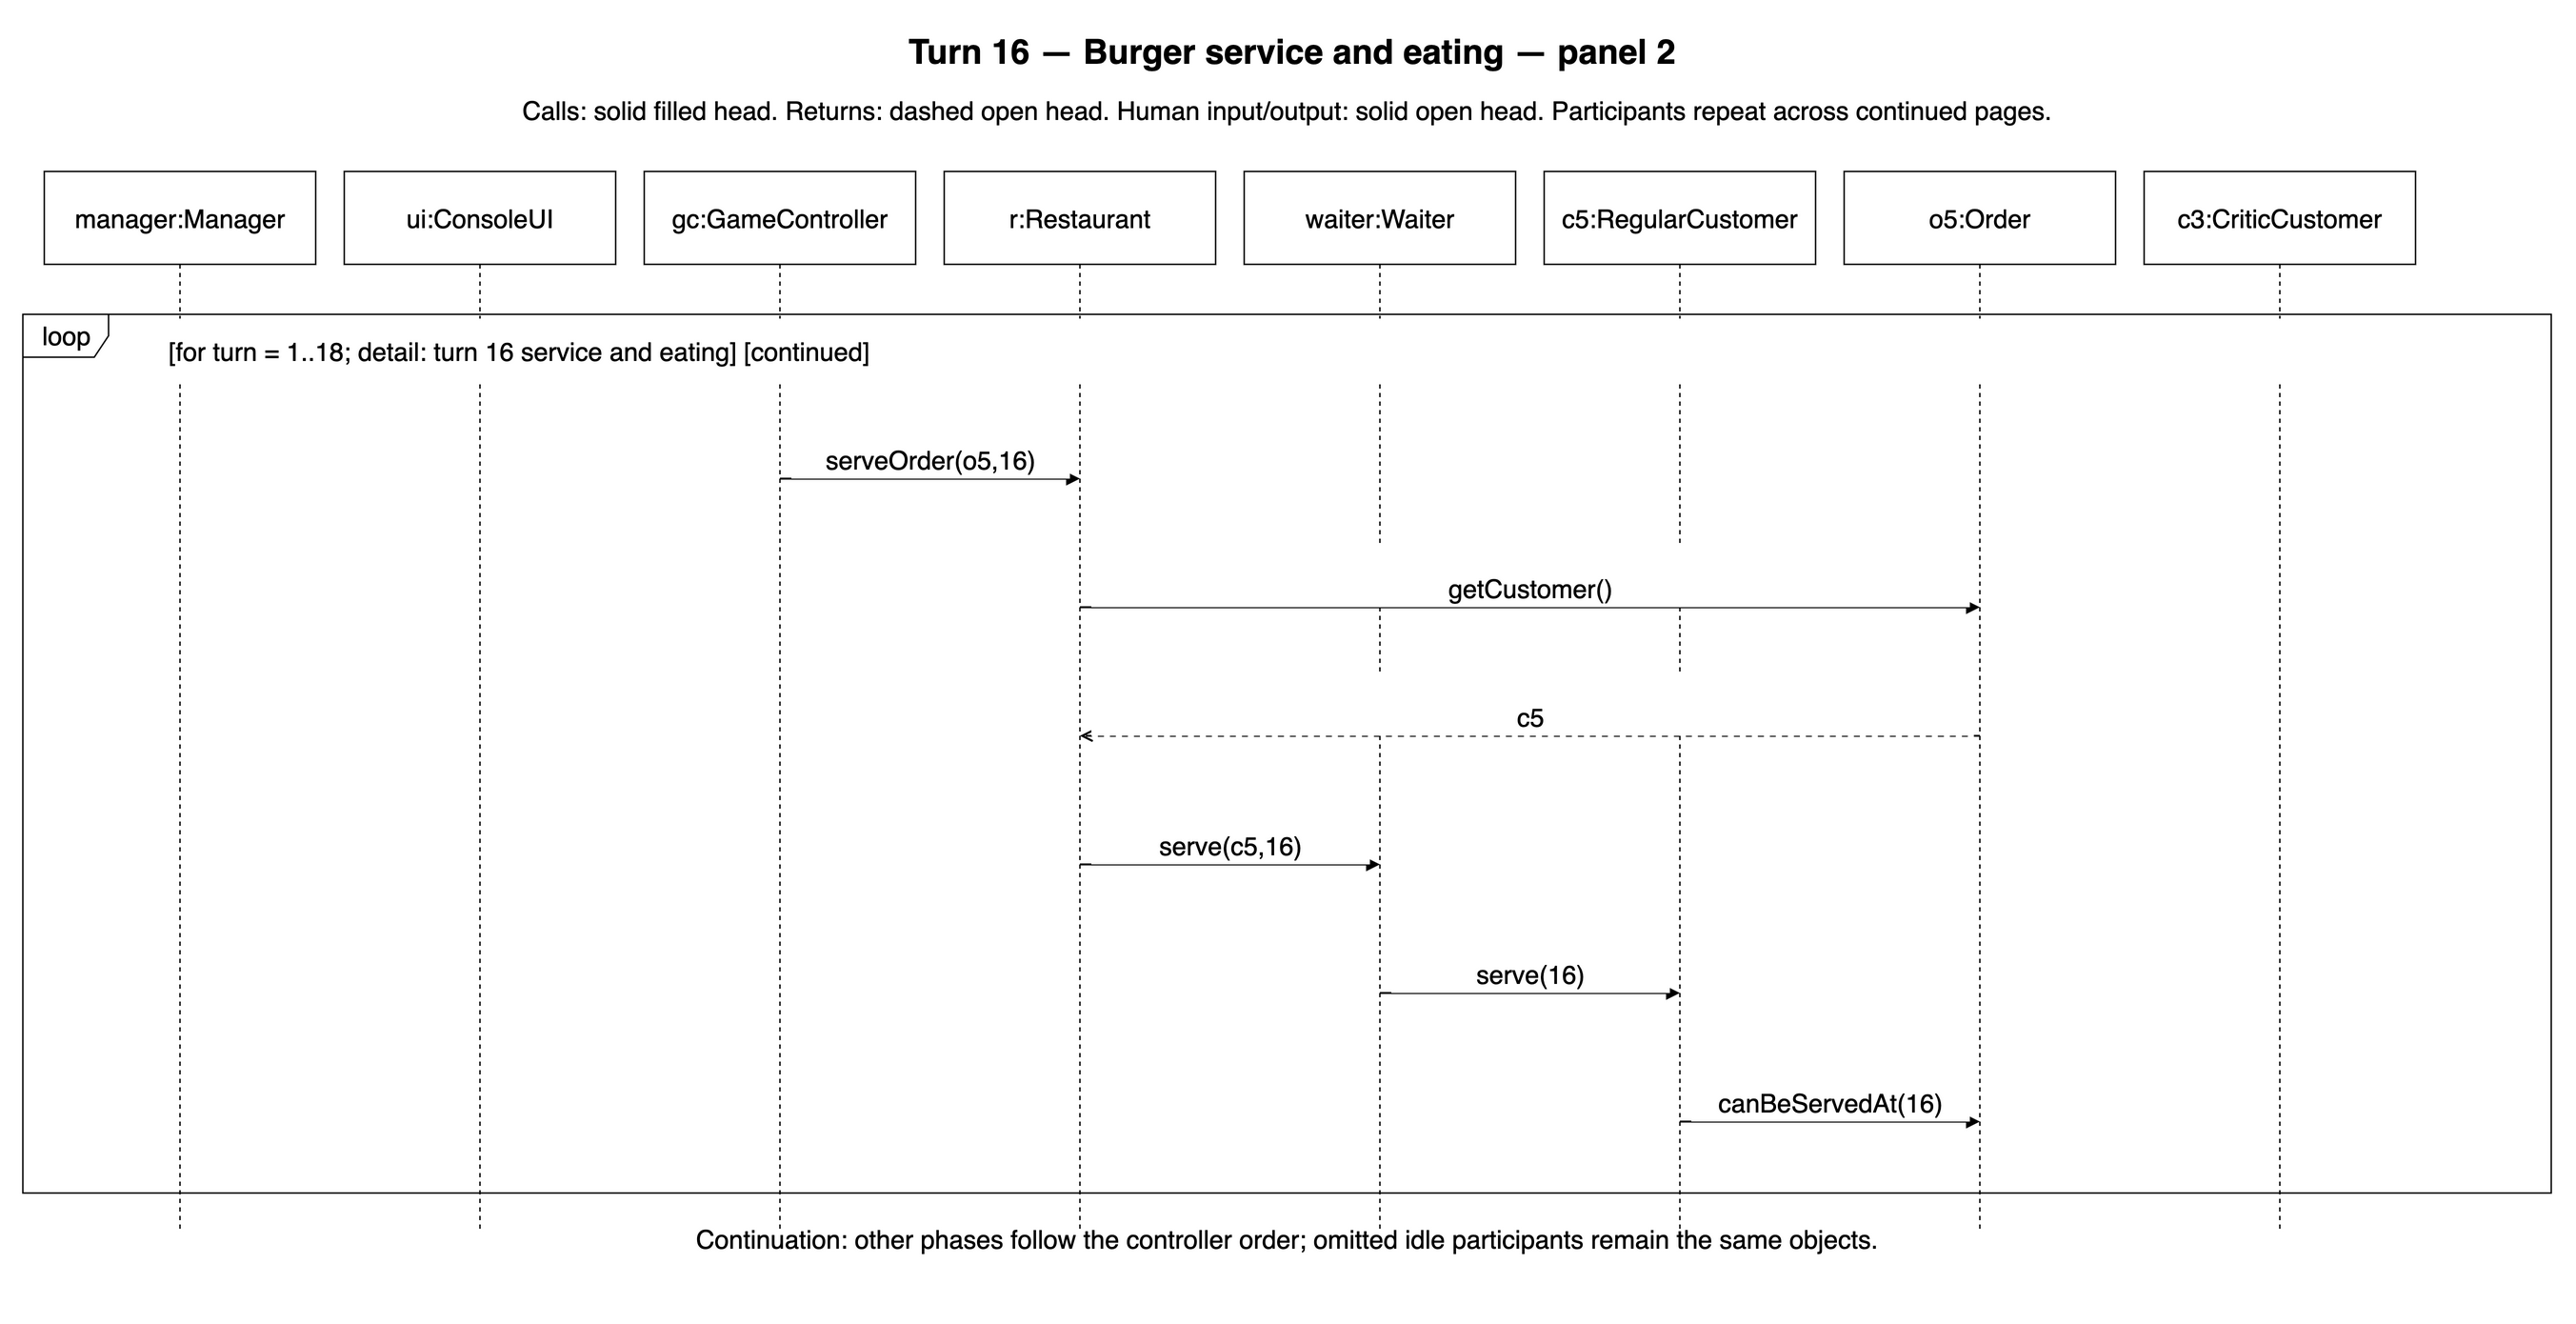 Turn 16 — Burger service and eating — panel 2
Calls: solid filled head. Returns: dashed open head. Human input/output: solid open head. Participants repeat across continued pages.
manager:Manager
ui:ConsoleUI
gc:GameController
r:Restaurant
waiter:Waiter
c5:RegularCustomer
o5:Order
c3:CriticCustomer
loop
[for turn = 1..18; detail: turn 16 service and eating] [continued]
serveOrder(o5,16)
getCustomer()
c5
serve(c5,16)
serve(16)
canBeServedAt(16)
Continuation: other phases follow the controller order; omitted idle participants remain the same objects.